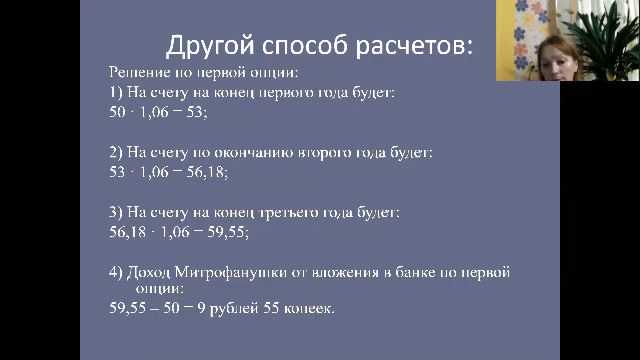 Другой способ расчетов:
Решение по первой опции:
1) На счету на конец первого года будет:
50 · 1,06 = 53;
2) На счету по окончанию второго года будет:
53 · 1,06 = 56,18;
3) На счету на конец третьего года будет:
56,18 · 1,06 = 59,55;
4) Доход Митрофанушки от вложения в банке по первой
опции:
59,55 – 50 = 9 рублей 55 копеек.